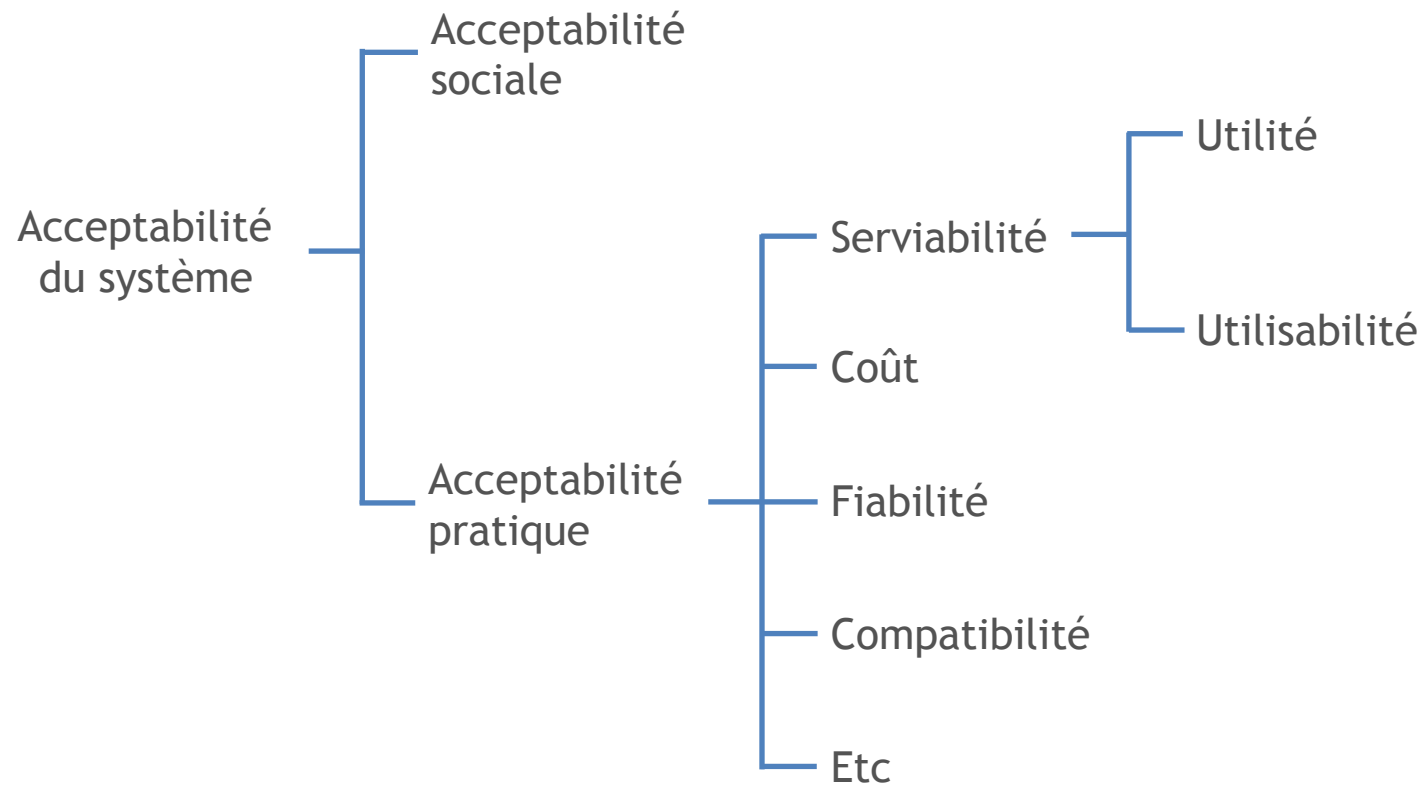 Acceptabilité
sociale
Utilité
Acceptabilité
du système
Serviabilité
Utilisabilité
Coût
Acceptabilité
pratique
Fiabilité
Compatibilité
Etc